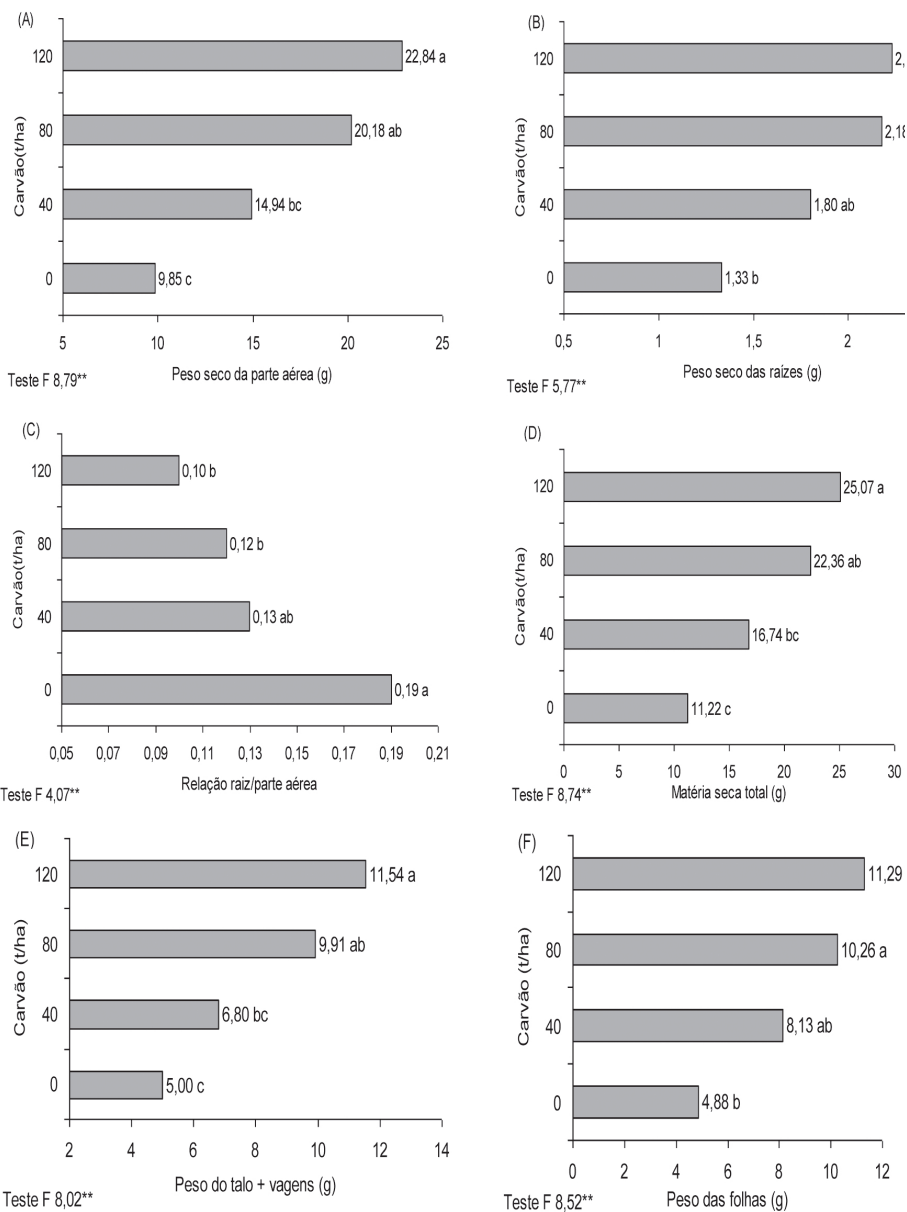 (A)
Carvão(t/ha)
120
22,84 a
80
20,18 ab
40
14,94 bc
0
9,85 c
5 10 15 20 25
Peso seco da parte aérea (g)
Teste F 8,79**
(B)
Carvão(t/ha)
120
2,
80
2,18
40
1,80 ab
0
1,33 b
0,5 1 1,5 2
Peso seco das raízes (g)
Teste F 5,77**
(C)
Carvão(t/ha)
120
0,10 b
80
0,12 b
40
0,13 ab
0
0,19 a
0,05 0,07 0,09 0,11 0,13 0,15 0,17 0,19 0,21
Relação raiz/parte aérea
Teste F 4,07**
(D)
Carvão(t/ha)
120
25,07 a
80
22,36 ab
40
16,74 bc
0
11,22 c
0 5 10 15 20 25 30
Matéria seca total (g)
Teste F 8,74**
(E)
Carvão (t/ha)
120
11,54 a
80
9,91 ab
40
6,80 bc
0
5,00 c
2 4 6 8 10 12 14
Peso do talo + vagens (g)
Teste F 8,02**
(F)
Carvão (t/ha)
120
11,29
80
10,26 a
40
8,13 ab
0
4,88 b
0 2 4 6 8 10 12
Peso das folhas (g)
Teste F 8,52**